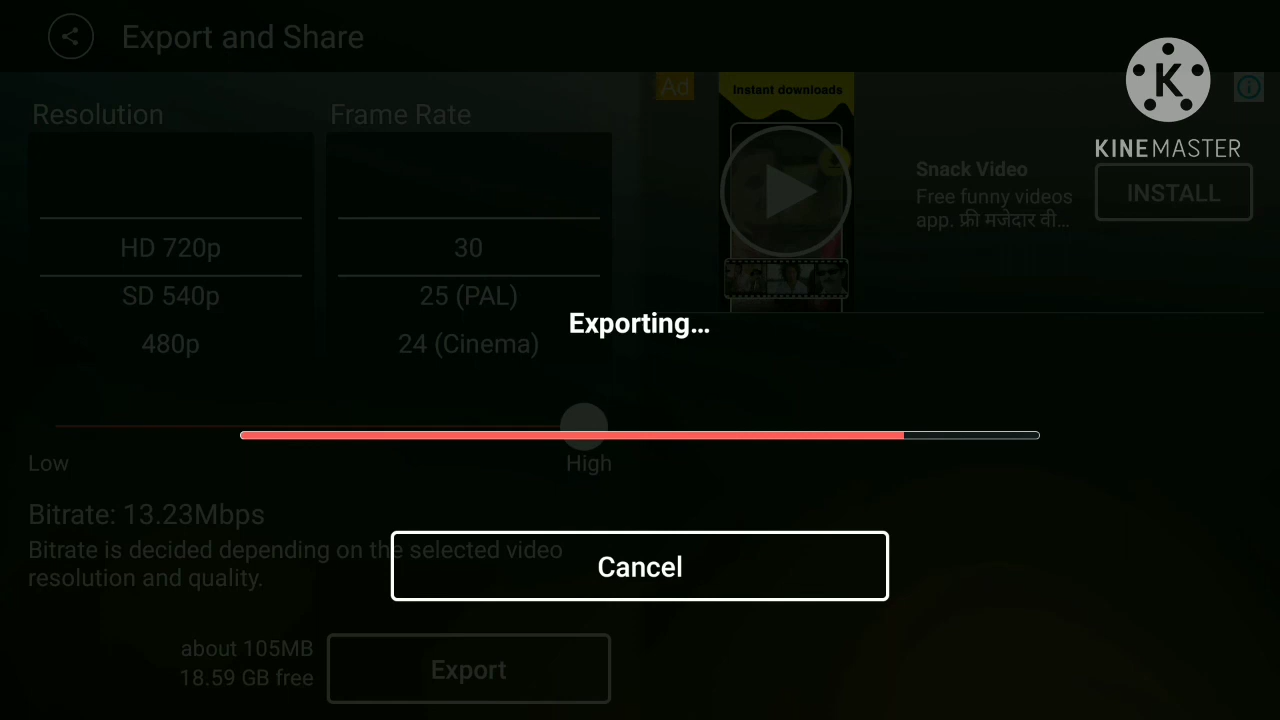 Export and Share
KINEMASTER
Resolution
Frame Rate
HD 720p
SD 540p
480p
30
25 (PAL)
24 (Cinema)
Ad
Instant downloads
Snack Video
Free funny videos
app. फ्री मजेदार वी...
INSTALL
Exporting...
Low
High
Bitrate: 13.23Mbps
Bitrate is decided depending on the selected video
resolution and quality.
Cancel
about 105MB
18.59 GB free
Export